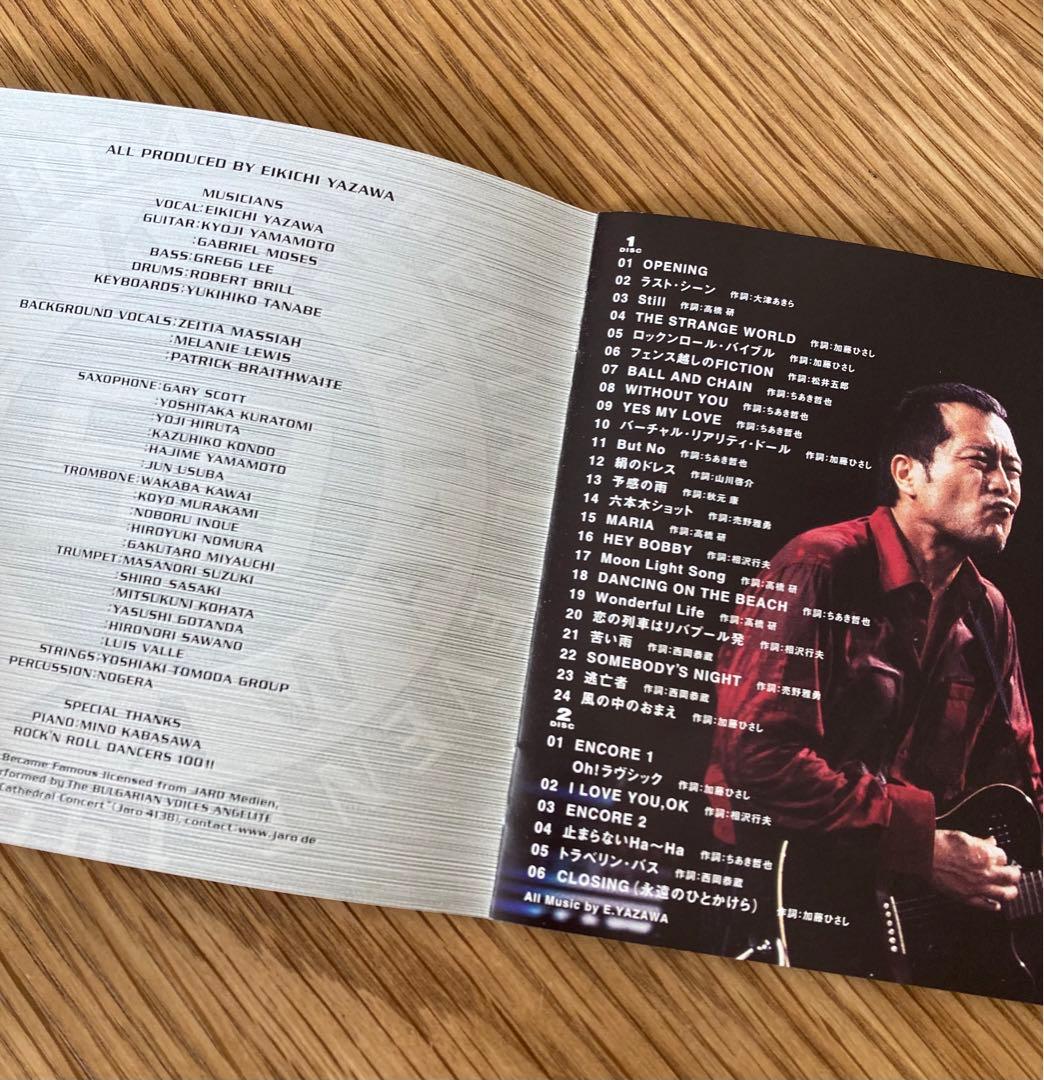 ALL PRODUCED BY EIKICHI YAZAWA
MUSICIANS
VOCAL:EIKICHI YAZAWA
GUITAR:KYOJI YAMAMOTO
:GABRIEL MOSES
BASS:GREGG LEE
DRUMS:ROBERT BRILL
KEYBOARDS:YUKIHIKO TANABE
BACKGROUND VOCALS:ZEITIA MASSIAH
:MELANIE LEWIS
:PATRICK BRAITHWAITE
SAXOPHONE:GARY SCOTT
:YOSHITAKA KURATOMI
:YOJI HIRUTA
:KAZUHIKO KONDO
:HAJIME YAMAMOTO
:JUN USUBA
TROMBONE:WAKABA KAWAI
:KOYO MURAKAMI
:NOBORU INOUE
:HIROYUKI NOMURA
:GAKUTARO MIYAUCHI
TRUMPET:MASANORI SUZUKI
:SHIRO SASAKI
:MITSUKUNI KOHATA
:YASUSHI GOTANDA
:HIRONORI SAWANO
:LUIS VALLE
STRINGS:YOSHIAKI TOMODA GROUP
PERCUSSION:NOGERA
SPECIAL THANKS
PIANO:MINO KABASAWA
ROCK'N ROLL DANCERS 100!!
Became Famous licensed from JARO Medien,
The BULGARIAN VOICES ANGELITE
Cathedral Concert" (Jaro 4138), contact:www.jaro.de
1
DISC
01 OPENING
02 ラスト・シーン 作詞:大津あきら
03 Still 作詞:高橋 研
04 THE STRANGE WORLD 作詞:加藤ひさし
05 ロックンロール・バイブル 作詞:加藤ひさし
06 フェンス越しのFICTION 作詞:松井五郎
07 BALL AND CHAIN 作詞:ちあき哲也
08 WITHOUT YOU 作詞:ちあき哲也
09 YES MY LOVE 作詞:ちあき哲也
10 バーチャル・リアリティ・ドール 作詞:加藤ひさし
11 But No 作詞:ちあき哲也
12 絹のドレス 作詞:山川啓介
13 予感の雨 作詞:秋元 康
14 六本木ショット 作詞:売野雅勇
15 MARIA 作詞:高橋 研
16 HEY BOBBY 作詞:相沢行夫
17 Moon Light Song 作詞:高橋 研
18 DANCING ON THE BEACH 作詞:ちあき哲也
19 Wonderful Life 作詞:高橋 研
20 恋の列車はリバプール発 作詞:相沢行夫
21 苦い雨 作詞:西岡恭蔵
22 SOMEBODY'S NIGHT 作詞:売野雅勇
23 逃亡者 作詞:西岡恭蔵
24 風の中のおまえ 作詞:加藤ひさし
2
DISC
01 ENCORE 1
Oh!ラヴシック 作詞:加藤ひさし
02 I LOVE YOU,OK 作詞:相沢行夫
03 ENCORE 2
04 止まらないHa〜Ha 作詞:ちあき哲也
05 トラベリン・バス 作詞:西岡恭蔵
06 CLOSING (永遠のひとかけら) 作詞:加藤ひさし
All Music by E.YAZAWA